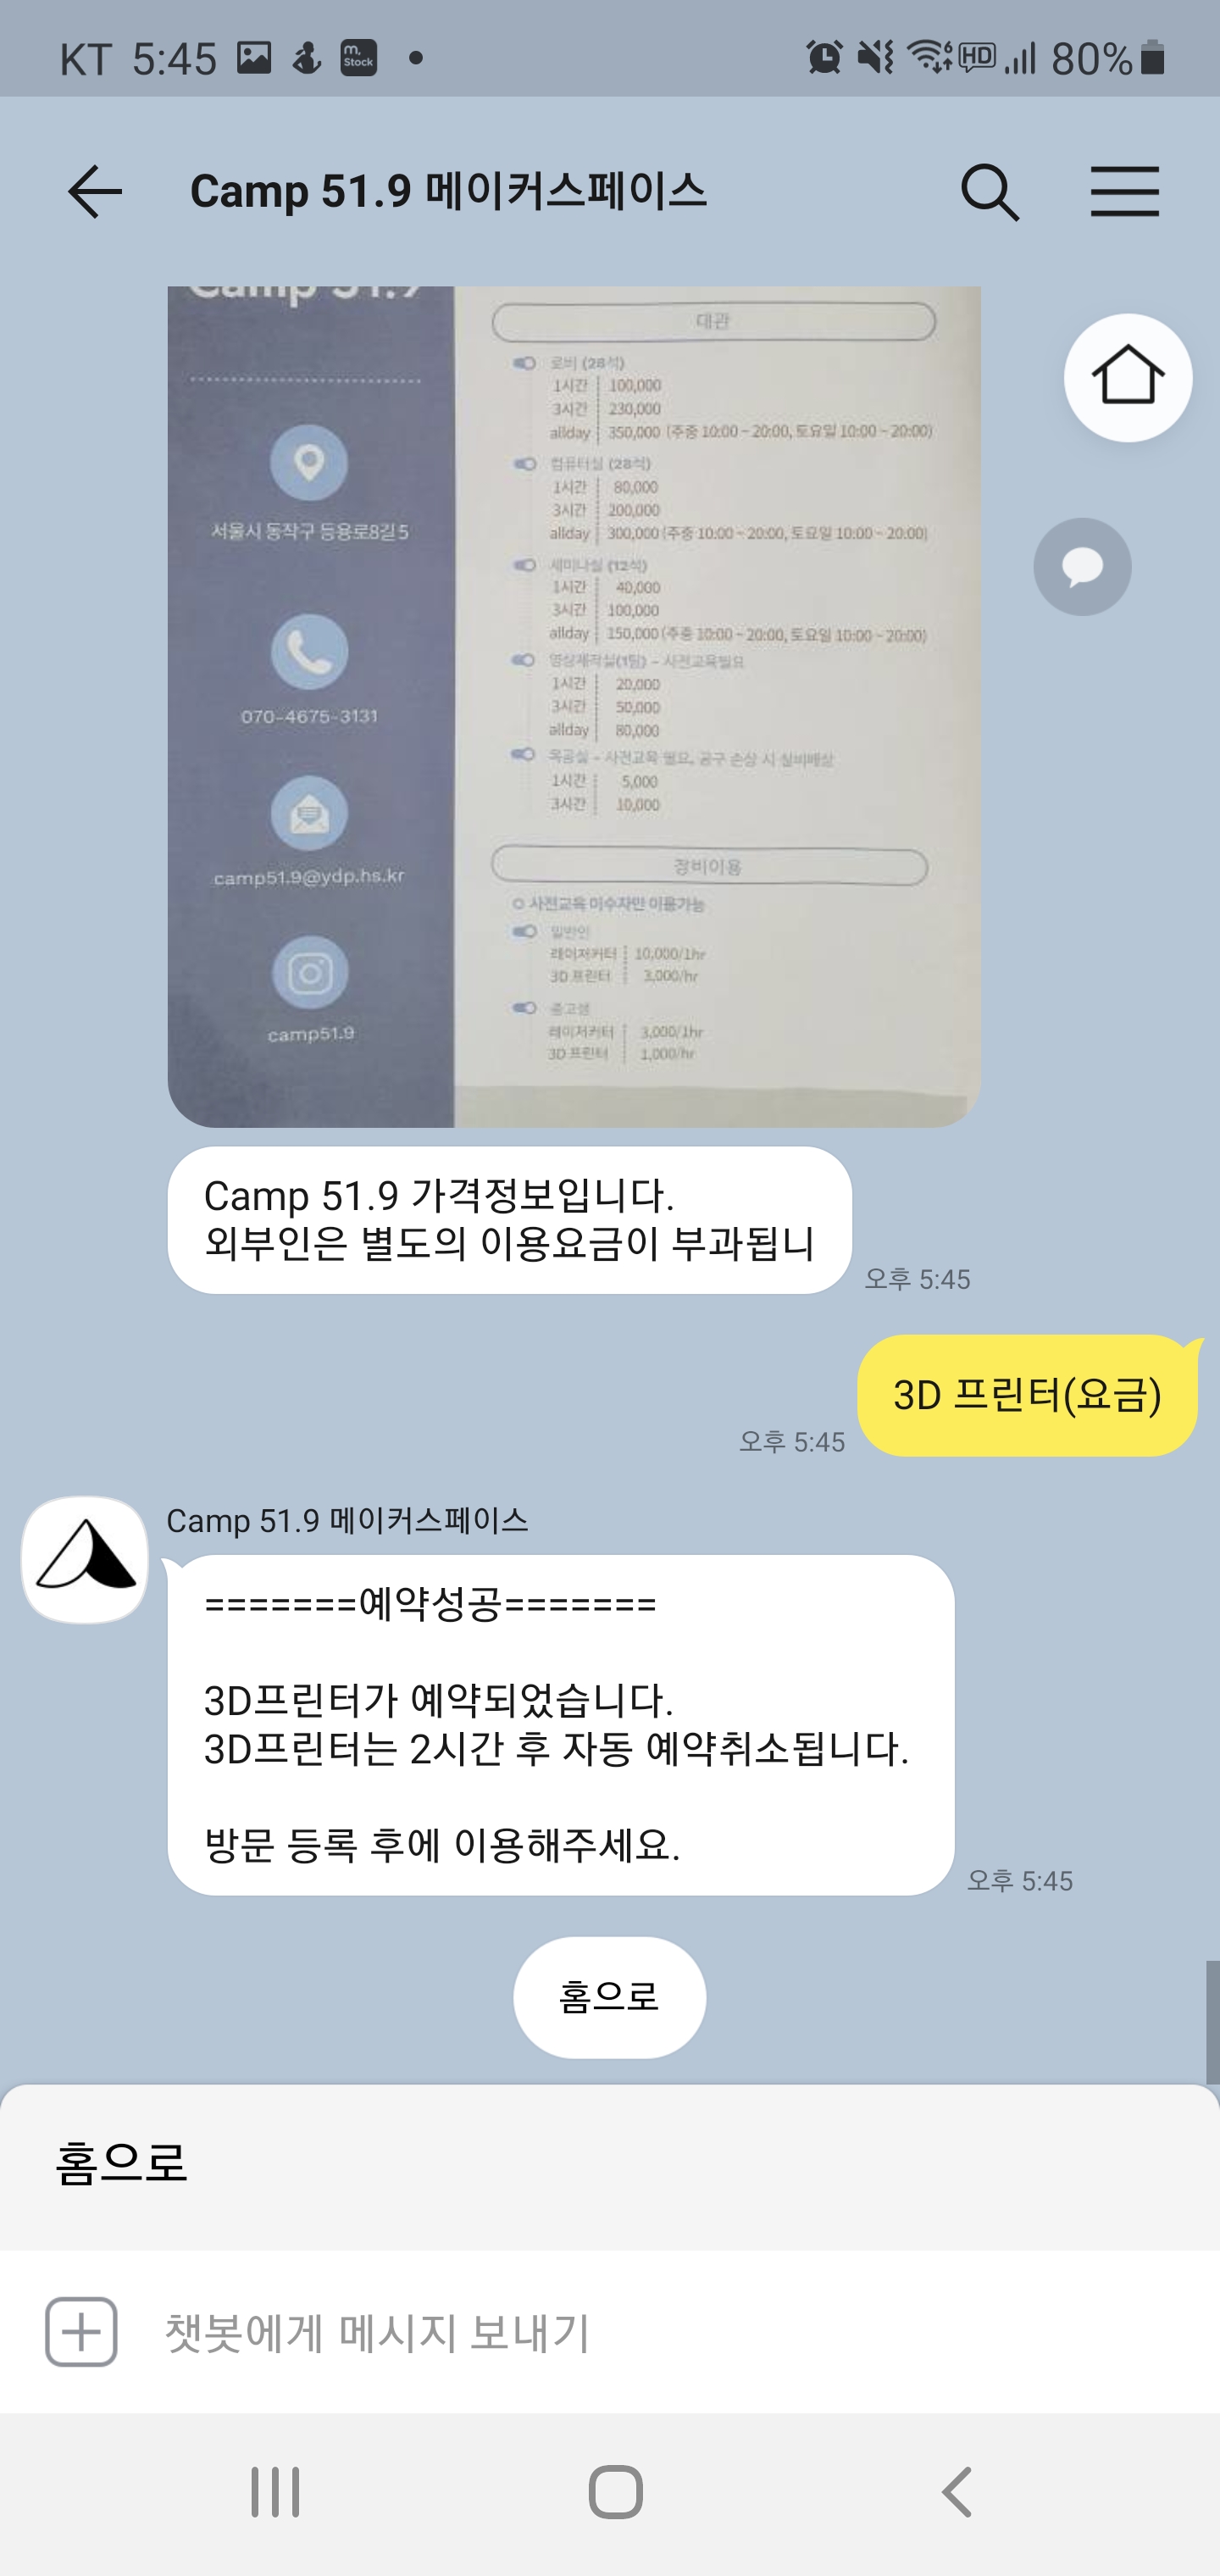 KT 5:45
m.Stock
HD 80%
Camp 51.9 메이커스페이스
Camp 51.9
서울시 동작구 등용로8길 5
070-4675-3131
camp51.9@ydp.hs.kr
camp51.9
대관
로비 (28석)
1시간 100,000
3시간 230,000
allday 350,000 (주중 10:00 ~ 20:00, 토요일 10:00 ~ 20:00)
컴퓨터실 (28석)
1시간 80,000
3시간 200,000
allday 300,000 (주중 10:00 ~ 20:00, 토요일 10:00 ~ 20:00)
세미나실 (12석)
1시간 40,000
3시간 100,000
allday 150,000 (주중 10:00 ~ 20:00, 토요일 10:00 ~ 20:00)
영상제작실(1팀) - 사전교육필요
1시간 20,000
3시간 50,000
allday 80,000
목공실 - 사전교육 필요, 공구 손상 시 실비배상
1시간 5,000
3시간 10,000
장비이용
사전교육 이수자만 이용가능
일반인
레이저커터 10,000/1hr
3D 프린터 3,000/hr
중고생
레이저커터 3,000/1hr
3D 프린터 1,000/hr
Camp 51.9 가격정보입니다.
외부인은 별도의 이용요금이 부과됩니
오후 5:45
3D 프린터(요금)
오후 5:45
Camp 51.9 메이커스페이스
=======예약성공=======
3D프린터가 예약되었습니다.
3D프린터는 2시간 후 자동 예약취소됩니다.
방문 등록 후에 이용해주세요.
오후 5:45
홈으로
홈으로
챗봇에게 메시지 보내기